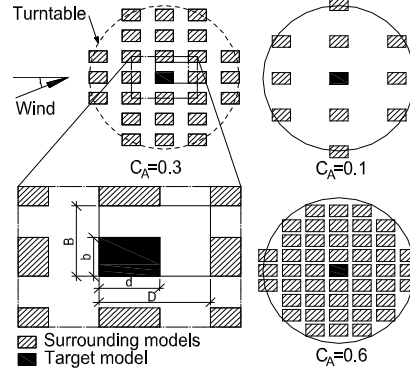 Turntable
Wind
C_A=0.3
C_A=0.1
B
b
d
D
Surrounding models
Target model
C_A=0.6